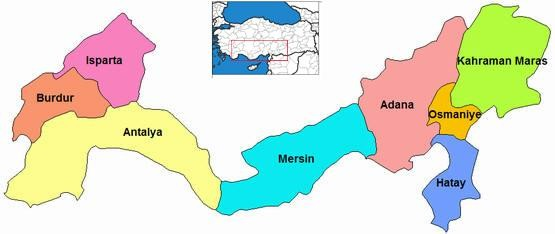 Isparta
Kahraman Maras
Burdur
Adana
Osmaniye
Antalya
Mersin
Hatay